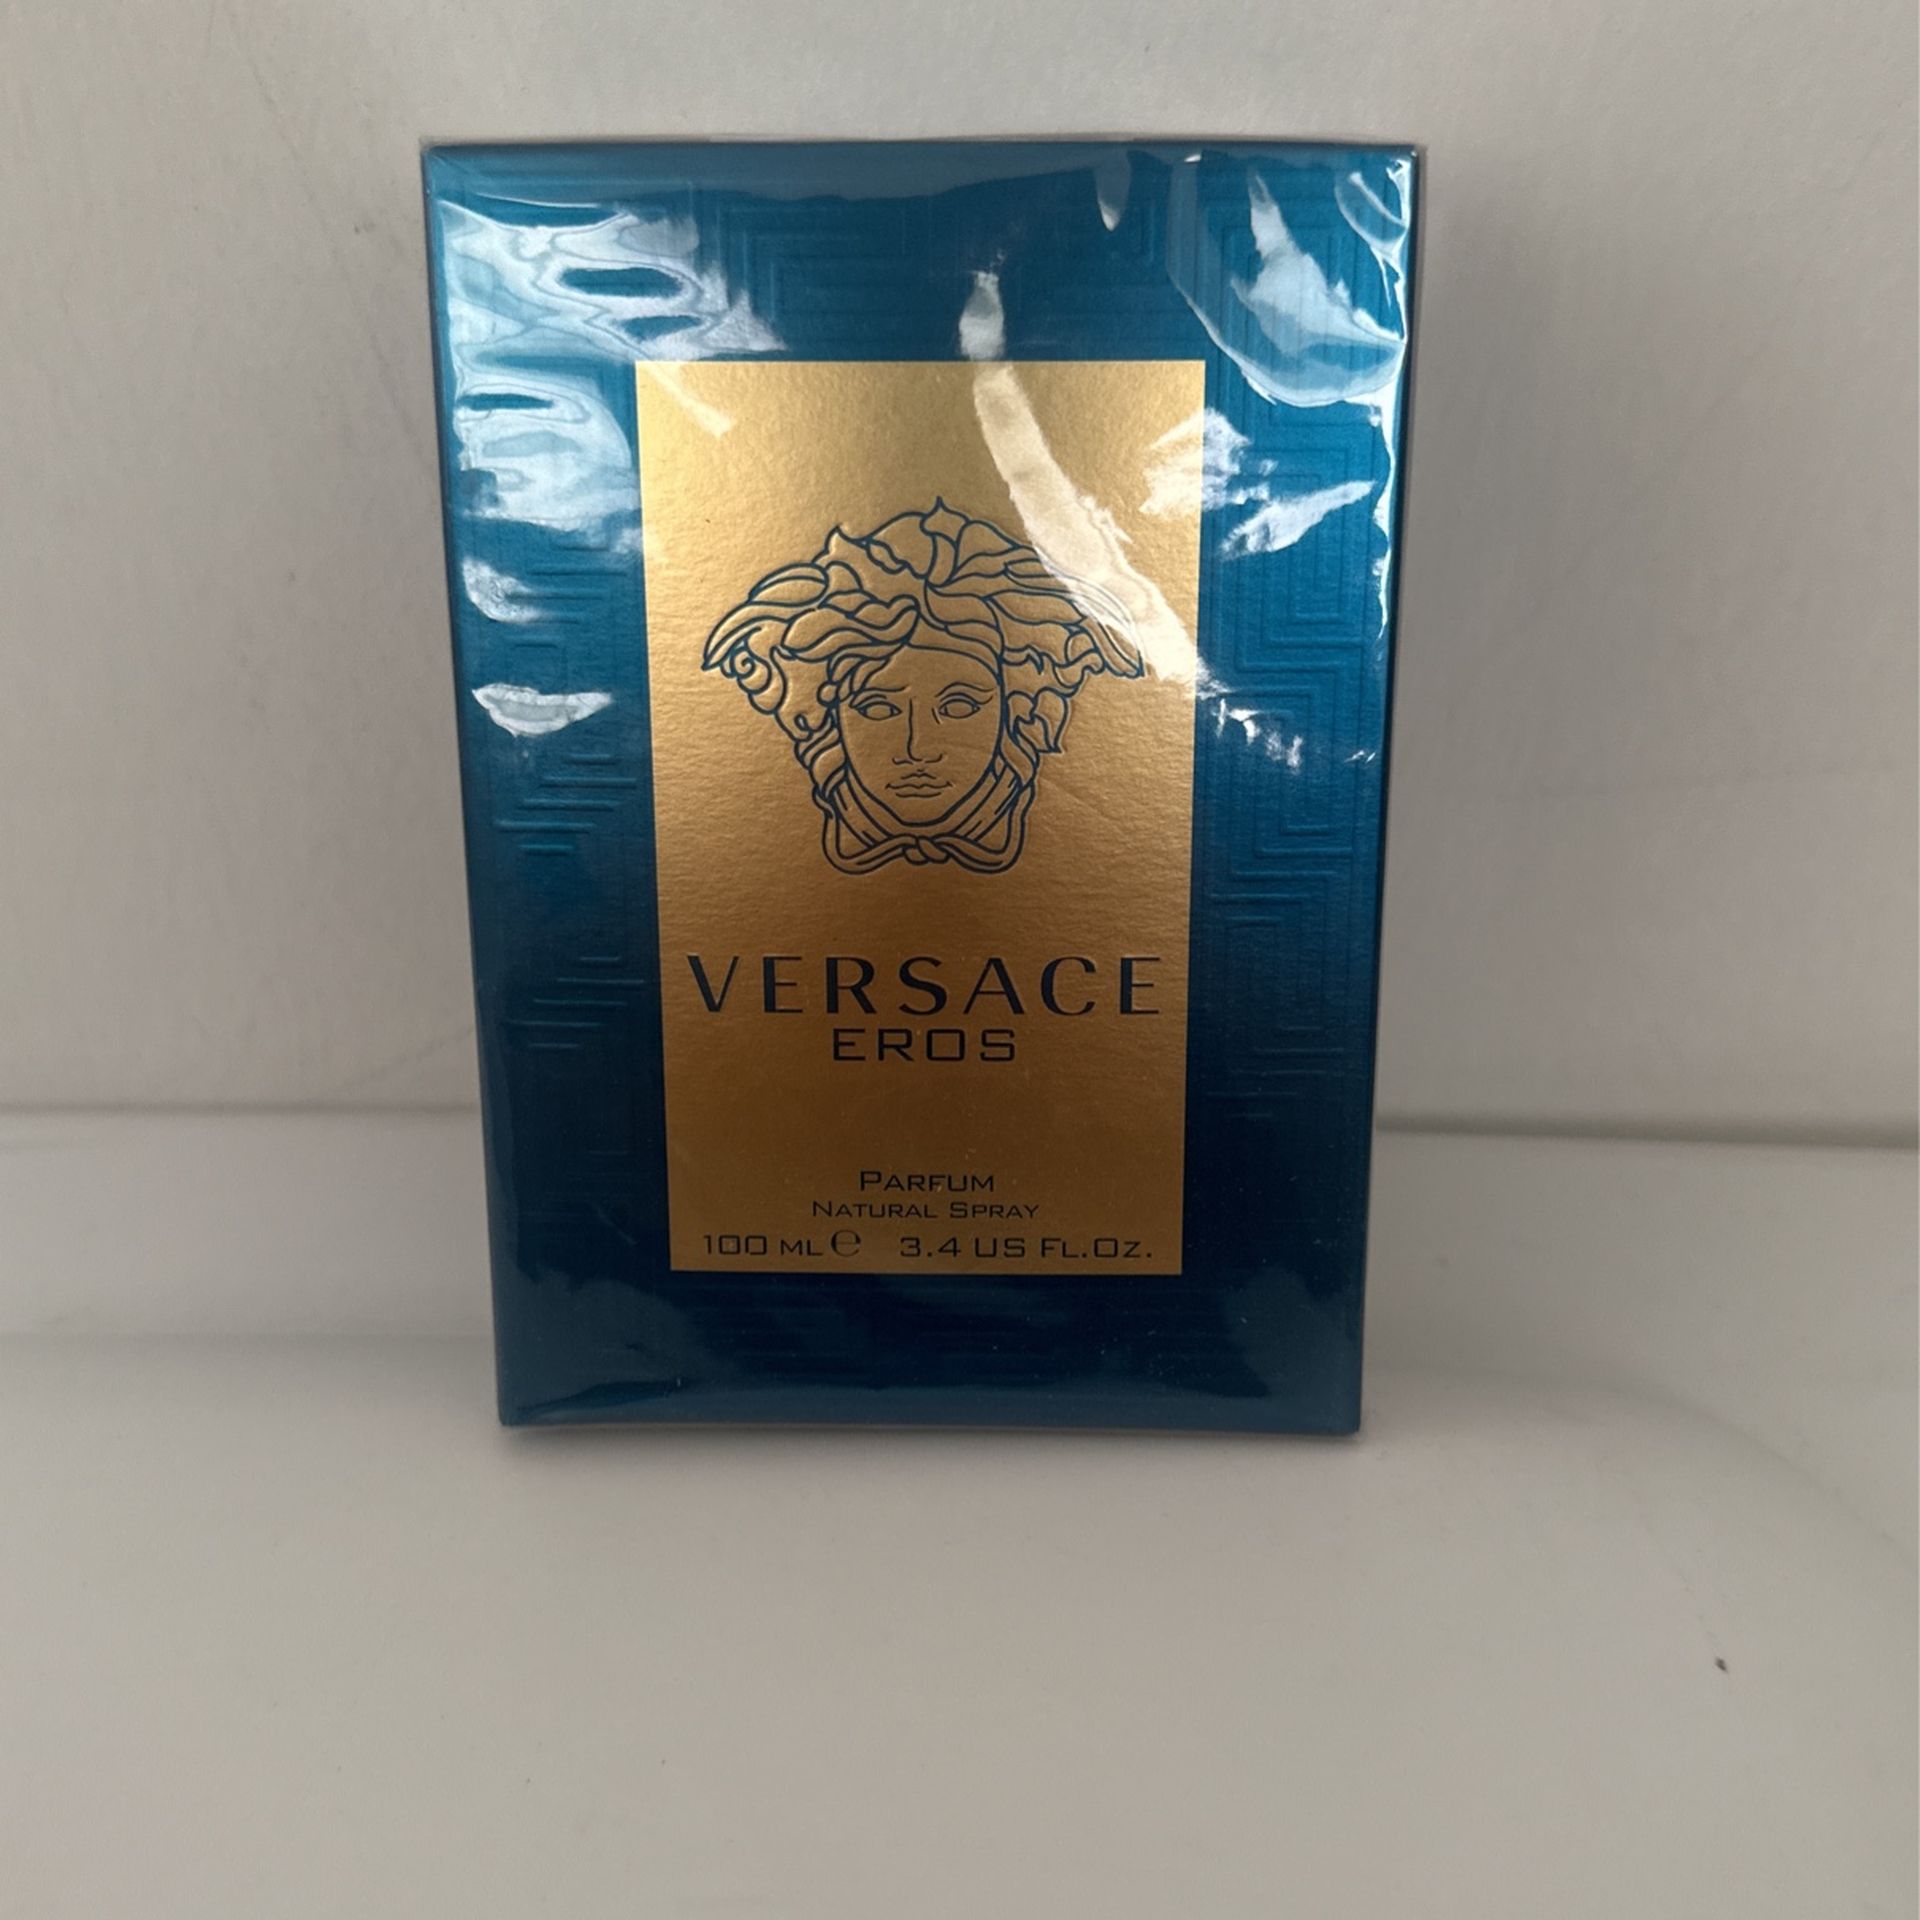 VERSACE
EROS
PARFUM
NATURAL SPRAY
100 ML ℮ 3.4 US FL.OZ.